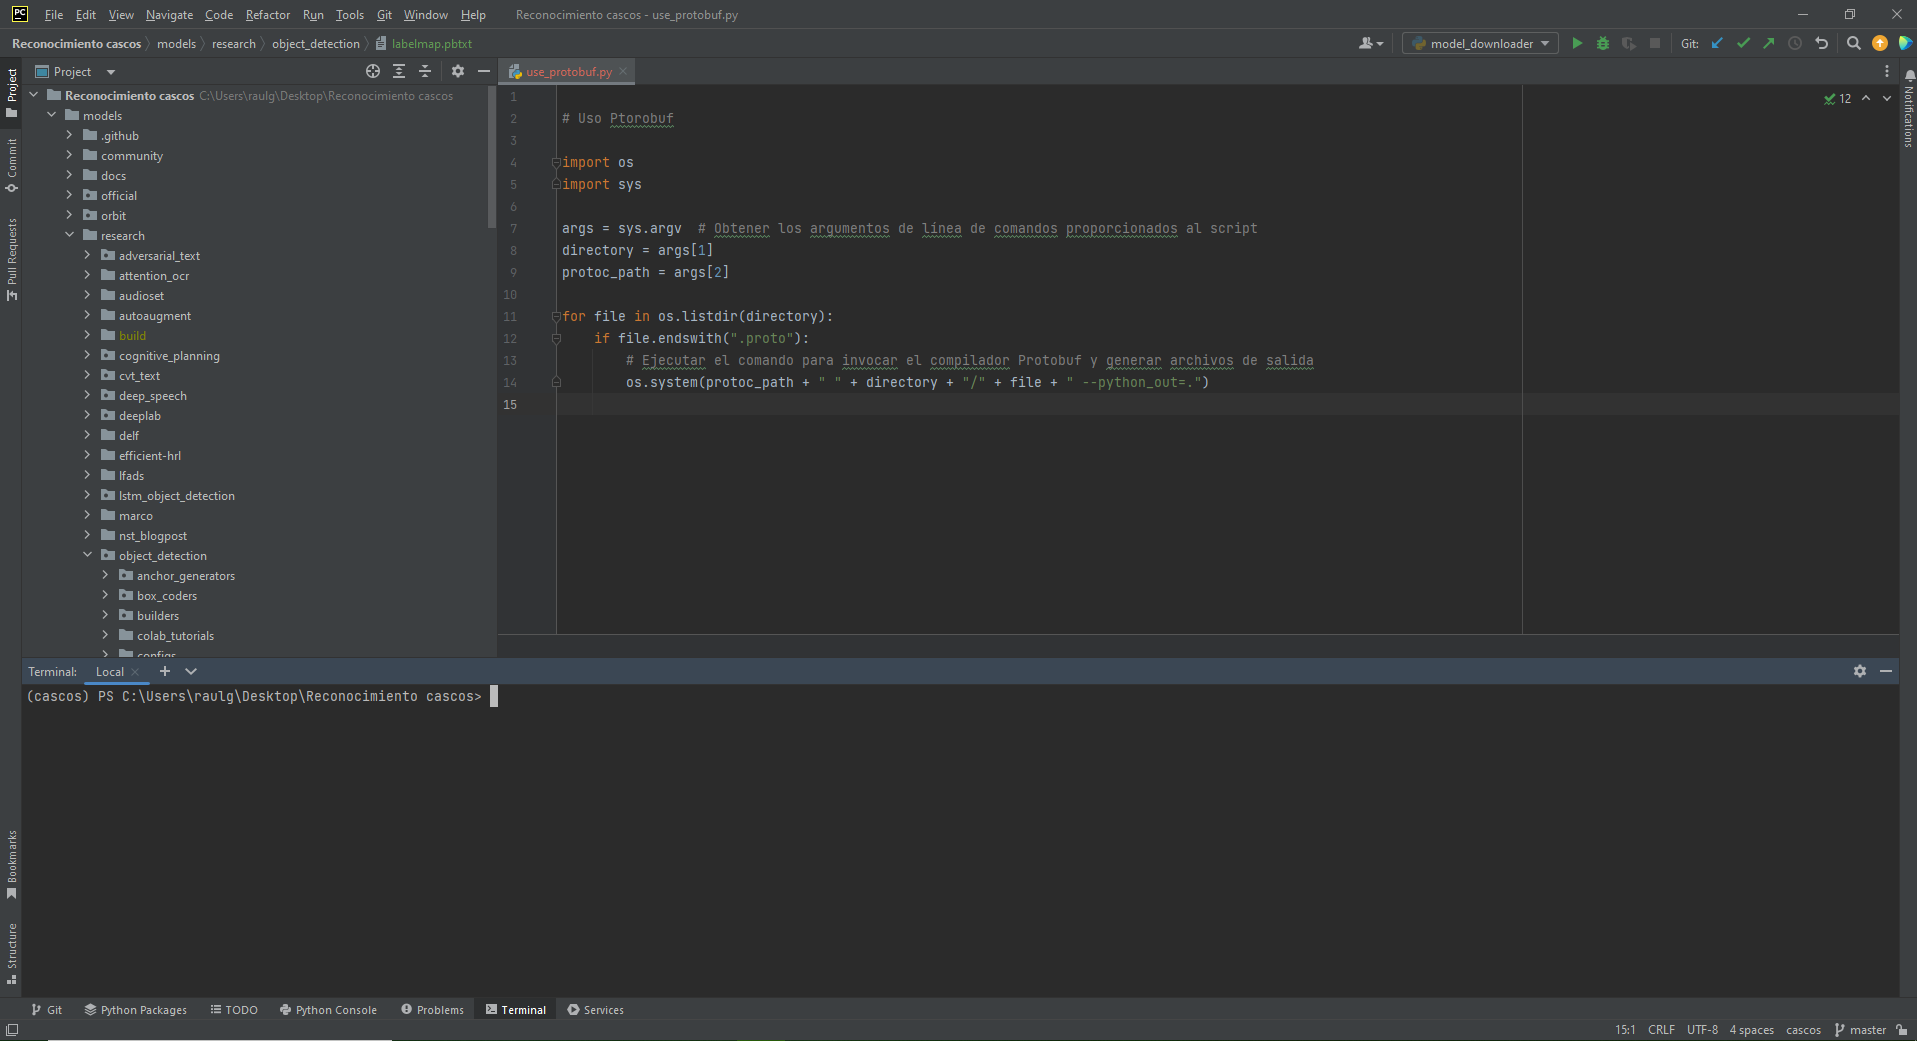 PC File Edit View Navigate Code Refactor Run Tools Git Window Help Reconocimiento cascos - use_protobuf.py
Reconocimiento cascos models research object_detection labelmap.pbtxt model_downloader Git:
Project
Project
Commit
Pull Requests
Bookmarks
Structure
Reconocimiento cascos C:\Users\raulg\Desktop\Reconocimiento cascos
models
.github
community
docs
official
orbit
research
adversarial_text
attention_ocr
audioset
autoaugment
build
cognitive_planning
cvt_text
deep_speech
deeplab
delf
efficient-hrl
lfads
lstm_object_detection
marco
nst_blogpost
object_detection
anchor_generators
box_coders
builders
colab_tutorials
configs
use_protobuf.py
12
Notifications
1
2 # Uso Ptorobuf
3
4 import os
5 import sys
6
7 args = sys.argv  # Obtener los argumentos de línea de comandos proporcionados al script
8 directory = args[1]
9 protoc_path = args[2]
10
11 for file in os.listdir(directory):
12     if file.endswith(".proto"):
13         # Ejecutar el comando para invocar el compilador Protobuf y generar archivos de salida
14         os.system(protoc_path + " " + directory + "/" + file + " --python_out=.")
15
Terminal: Local
(cascos) PS C:\Users\raulg\Desktop\Reconocimiento cascos>
Git Python Packages TODO Python Console Problems Terminal Services
15:1 CRLF UTF-8 4 spaces cascos master